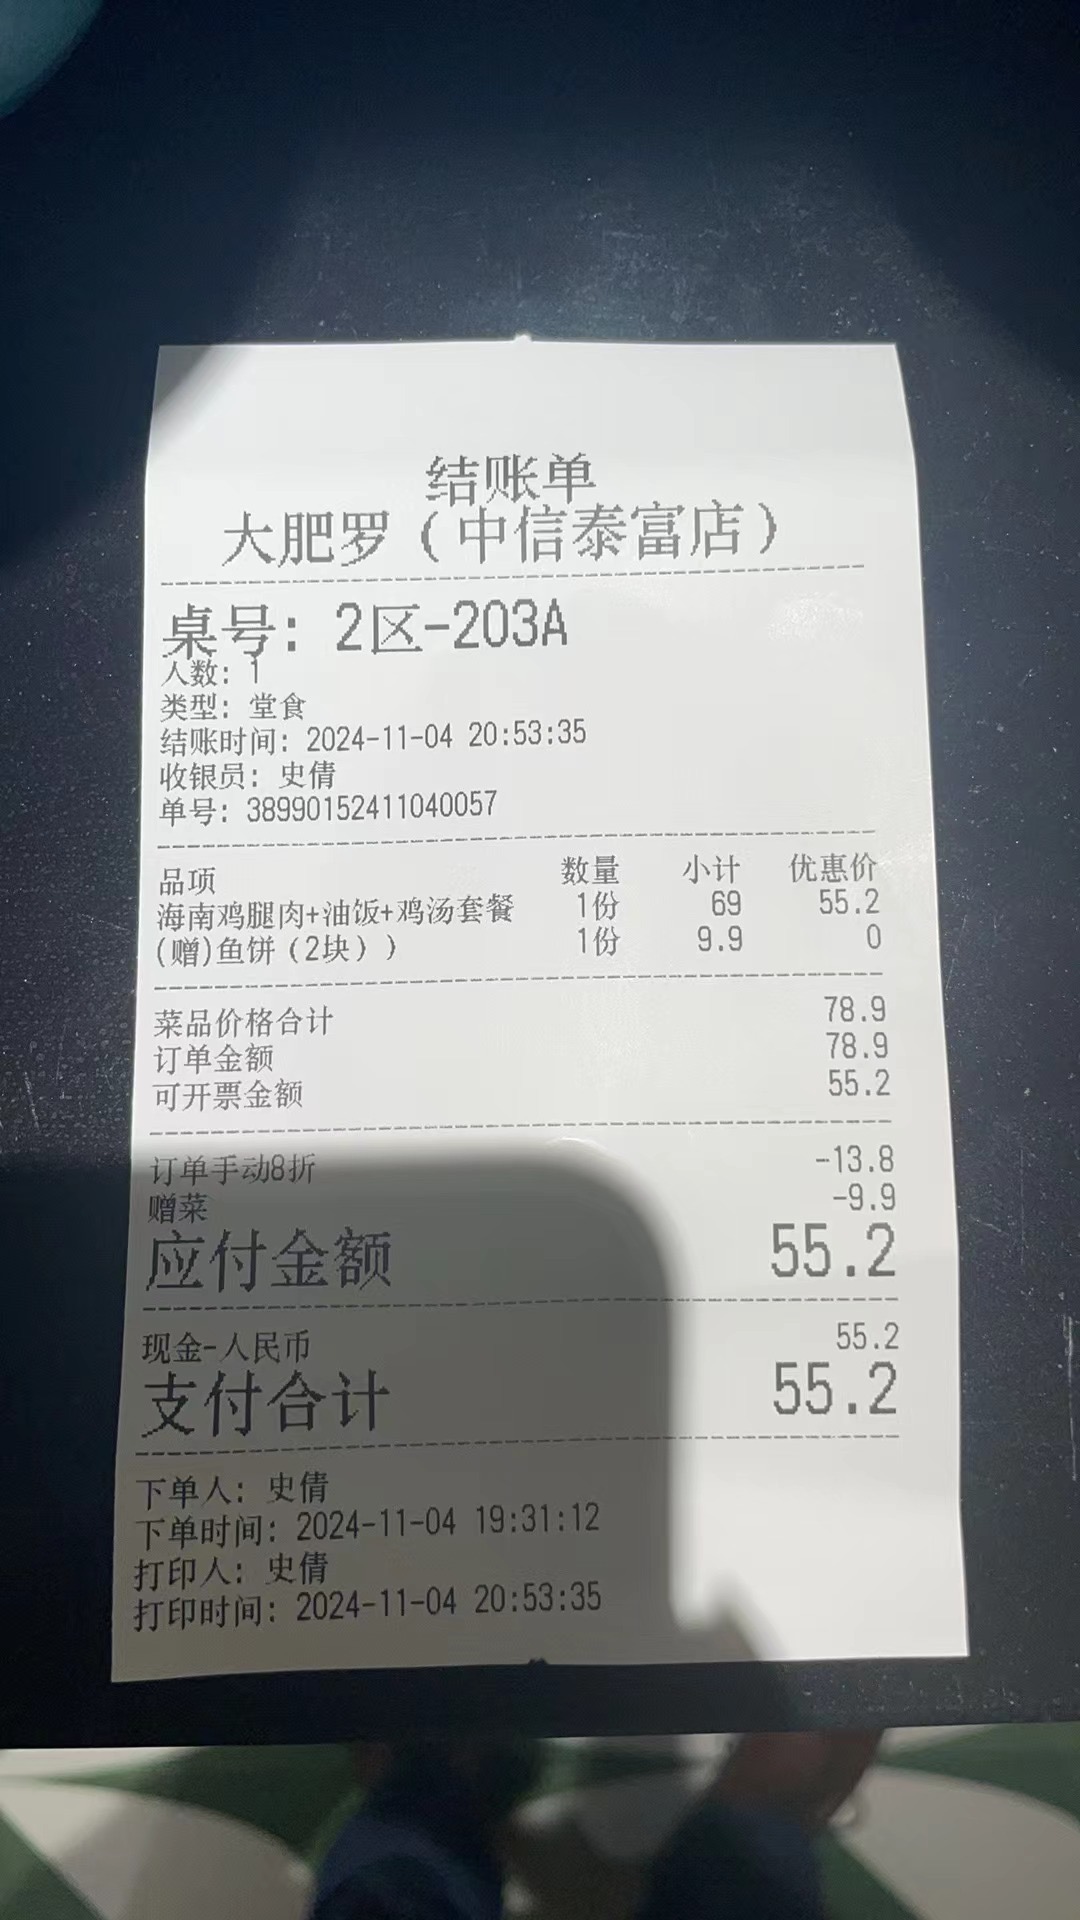 结账单
大肥罗（中信泰富店）
桌号: 2区-203A
人数: 1
类型: 堂食
结账时间: 2024-11-04 20:53:35
收银员: 史倩
单号: 38990152411040057
品项 数量 小计 优惠价
海南鸡腿肉+油饭+鸡汤套餐 1份 69 55.2
(赠)鱼饼（2块）) 1份 9.9 0
菜品价格合计 78.9
订单金额 78.9
可开票金额 55.2
订单手动8折 -13.8
赠菜 -9.9
应付金额 55.2
现金-人民币 55.2
支付合计 55.2
下单人: 史倩
下单时间: 2024-11-04 19:31:12
打印人: 史倩
打印时间: 2024-11-04 20:53:35